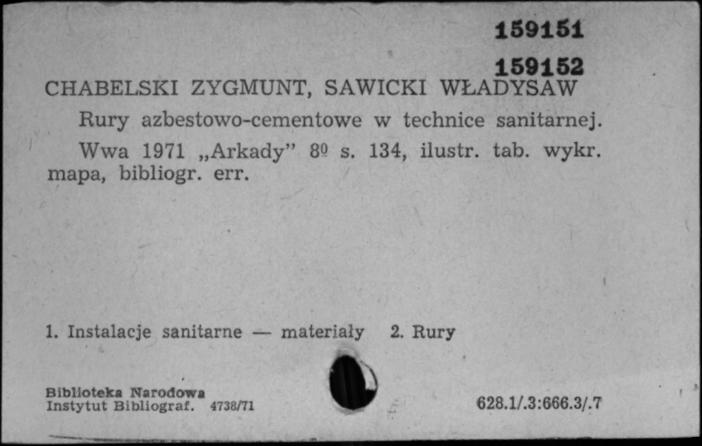 159151
159152
CHABELSKI ZYGMUNT, SAWICKI WŁADYSAW
Rury azbestowo-cementowe w technice sanitarnej.
Wwa 1971 „Arkady” 8º s. 134, ilustr. tab. wykr.
mapa, bibliogr. err.
1. Instalacje sanitarne — materiały 2. Rury
Biblioteka Narodowa
Instytut Bibliograf. 4738/71
628.1/.3:666.3/.7